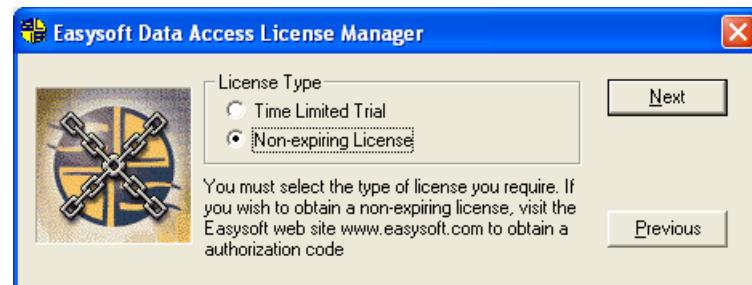 Easysoft Data Access License Manager
License Type
Time Limited Trial
Non-expiring License
Next
You must select the type of license you require. If
you wish to obtain a non-expiring license, visit the
Easysoft web site www.easysoft.com to obtain a
authorization code
Previous